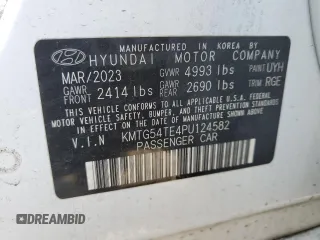 MANUFACTURED IN KOREA BY
HYUNDAI MOTOR COMPANY
MAR/2023 GVWR 4993 lbs PAINT UYH
GAWR FRONT 2414 lbs GAWR REAR 2690 lbs TRIM RGE
THIS VEHICLE CONFORMS TO ALL APPLICABLE U.S.A. FEDERAL
MOTOR VEHICLE SAFETY, BUMPER, AND THEFT PREVENTION
STANDARDS IN EFFECT ON THE DATE OF MANUFACTURE SHOWN ABOVE.
V.I.N KMTG54TE4PU124582
PASSENGER CAR
© DREAMBID